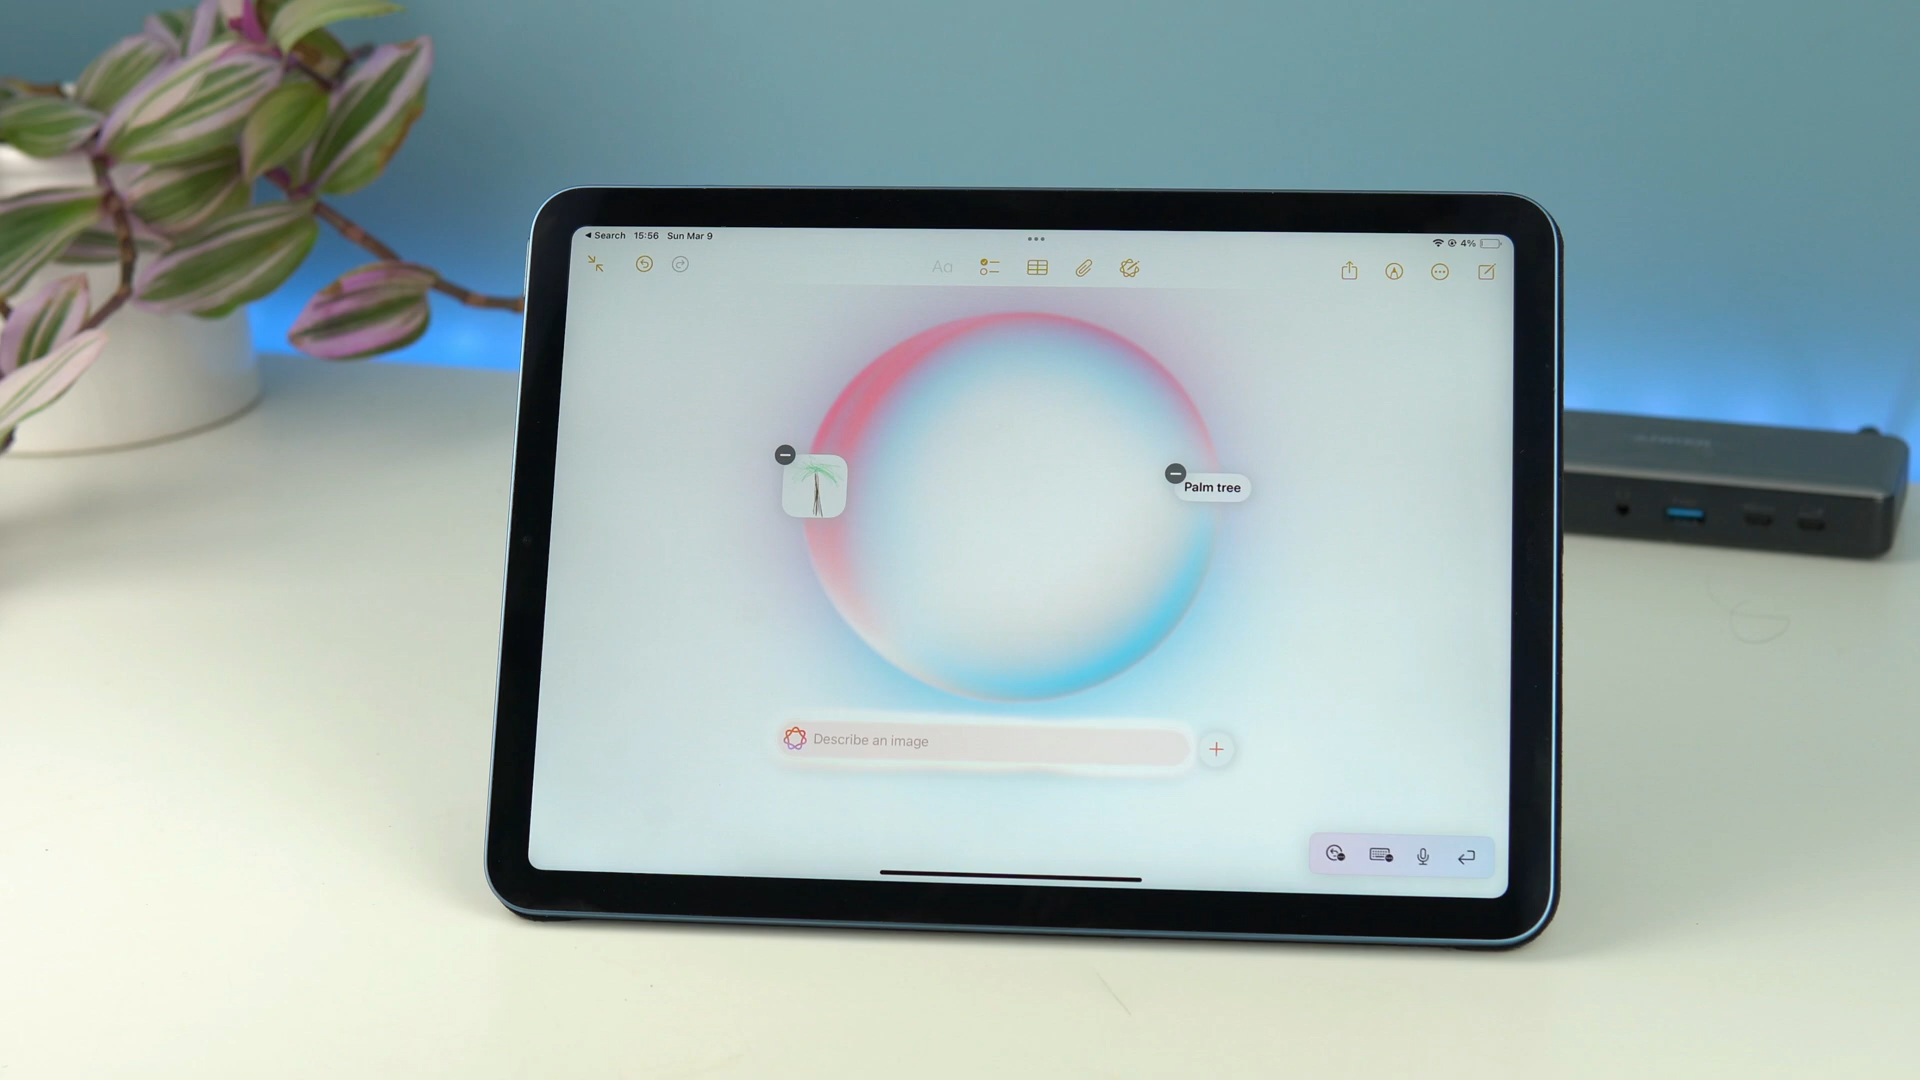 ◀ Search 15:56 Sun Mar 9
4%
Aa
Palm tree
Describe an image